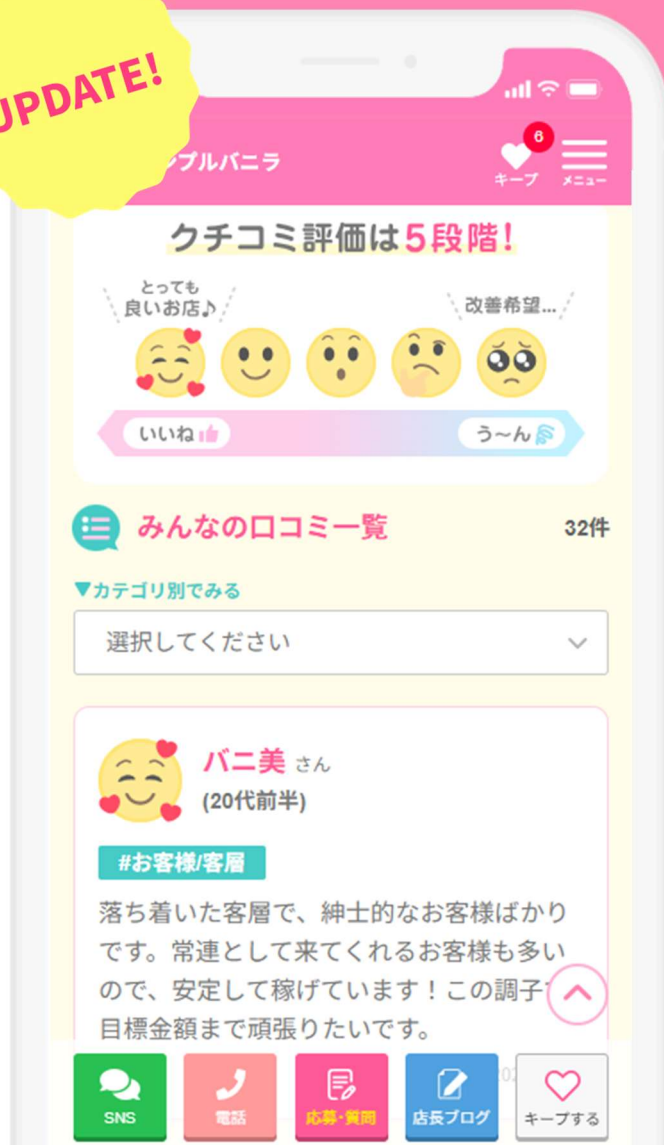 UPDATE!
プルバニラ
6
キープ
メニュー
クチコミ評価は5段階!
とっても
良いお店♪
改善希望...
いいね
う〜ん
みんなの口コミ一覧
32件
▼カテゴリ別でみる
選択してください
バニ美 さん
(20代前半)
#お客様/客層
落ち着いた客層で、紳士的なお客様ばかり
です。常連として来てくれるお客様も多い
ので、安定して稼げています！この調子
目標金額まで頑張りたいです。
SNS
電話
応募・質問
店長ブログ
キープする